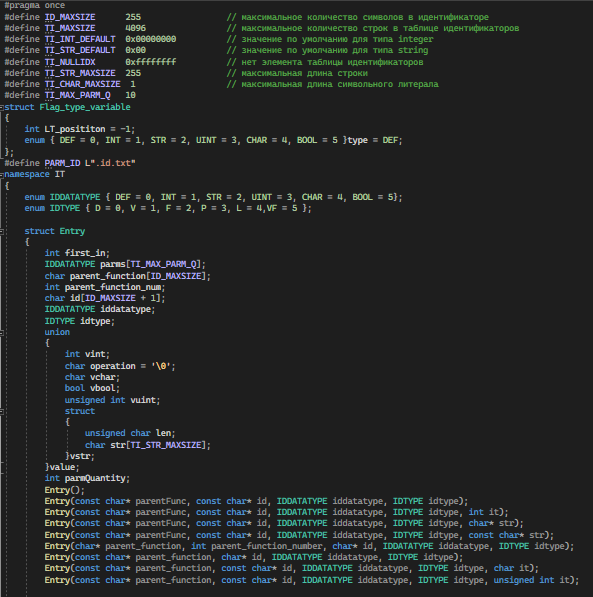 #pragma once
#define ID_MAXSIZE 255 // максимальное количество символов в идентификаторе
#define TI_MAXSIZE 4096 // максимальное количество строк в таблице идентификаторов
#define TI_INT_DEFAULT 0x00000000 // значение по умолчанию для типа integer
#define TI_STR_DEFAULT 0x00 // значение по умолчанию для типа string
#define TI_NULLIDX 0xffffffff // нет элемента таблицы идентификаторов
#define TI_STR_MAXSIZE 255 // максимальная длина строки
#define TI_CHAR_MAXSIZE 1 // максимальная длина символьного литерала
#define TI_MAX_PARM_Q 10
struct Flag_type_variable
{
int LT_posititon = -1;
enum { DEF = 0, INT = 1, STR = 2, UINT = 3, CHAR = 4, BOOL = 5 }type = DEF;
};
#define PARM_ID L".id.txt"
namespace IT
{
enum IDDATATYPE { DEF = 0, INT = 1, STR = 2, UINT = 3, CHAR = 4, BOOL = 5};
enum IDTYPE { D = 0, V = 1, F = 2, P = 3, L = 4,VF = 5 };
struct Entry
{
int first_in;
IDDATATYPE parms[TI_MAX_PARM_Q];
char parent_function[ID_MAXSIZE];
int parent_function_num;
char id[ID_MAXSIZE + 1];
IDDATATYPE iddatatype;
IDTYPE idtype;
union
{
int vint;
char operation = '\0';
char vchar;
bool vbool;
unsigned int vuint;
struct
{
unsigned char len;
char str[TI_STR_MAXSIZE];
}vstr;
}value;
int parmQuantity;
Entry();
Entry(const char* parentFunc, const char* id, IDDATATYPE iddatatype, IDTYPE idtype);
Entry(const char* parentFunc, const char* id, IDDATATYPE iddatatype, IDTYPE idtype, int it);
Entry(const char* parentFunc, const char* id, IDDATATYPE iddatatype, IDTYPE idtype, char* str);
Entry(const char* parentFunc, const char* id, IDDATATYPE iddatatype, IDTYPE idtype, const char* str);
Entry(char* parent_function, int parent_function_number, char* id, IDDATATYPE iddatatype, IDTYPE idtype);
Entry(char* parent_function, char* id, IDDATATYPE iddatatype, IDTYPE idtype);
Entry(const char* parent_function, const char* id, IDDATATYPE iddatatype, IDTYPE idtype, char it);
Entry(const char* parent_function, const char* id, IDDATATYPE iddatatype, IDTYPE idtype, unsigned int it);